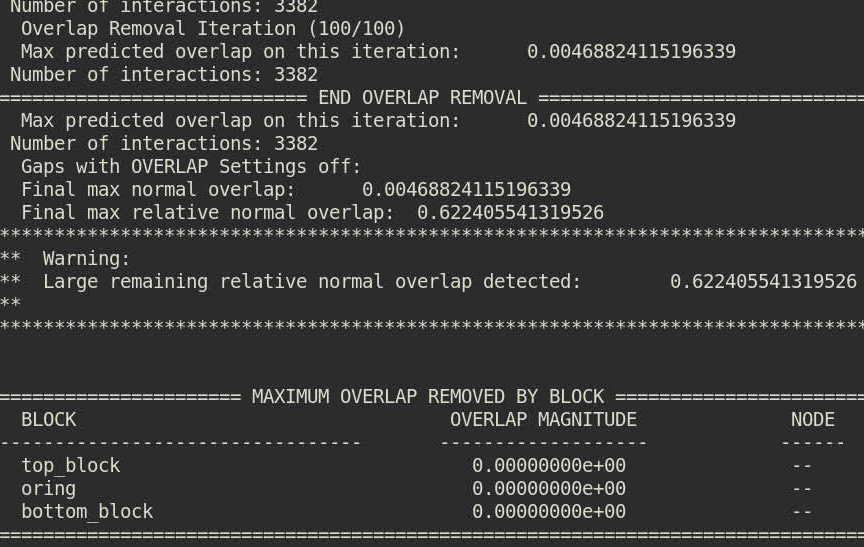 Number of interactions: 3382
Overlap Removal Iteration (100/100)
Max predicted overlap on this iteration: 0.00468824115196339
Number of interactions: 3382
============================ END OVERLAP REMOVAL ==============================
Max predicted overlap on this iteration: 0.00468824115196339
Number of interactions: 3382
Gaps with OVERLAP Settings off:
Final max normal overlap: 0.00468824115196339
Final max relative normal overlap: 0.622405541319526
*******************************************************************************
** Warning:
** Large remaining relative normal overlap detected: 0.622405541319526
**
*******************************************************************************
====================== MAXIMUM OVERLAP REMOVED BY BLOCK =======================
BLOCK OVERLAP MAGNITUDE NODE
--------------------------------- ------------------- ------
top_block 0.00000000e+00 --
oring 0.00000000e+00 --
bottom_block 0.00000000e+00 --
===============================================================================